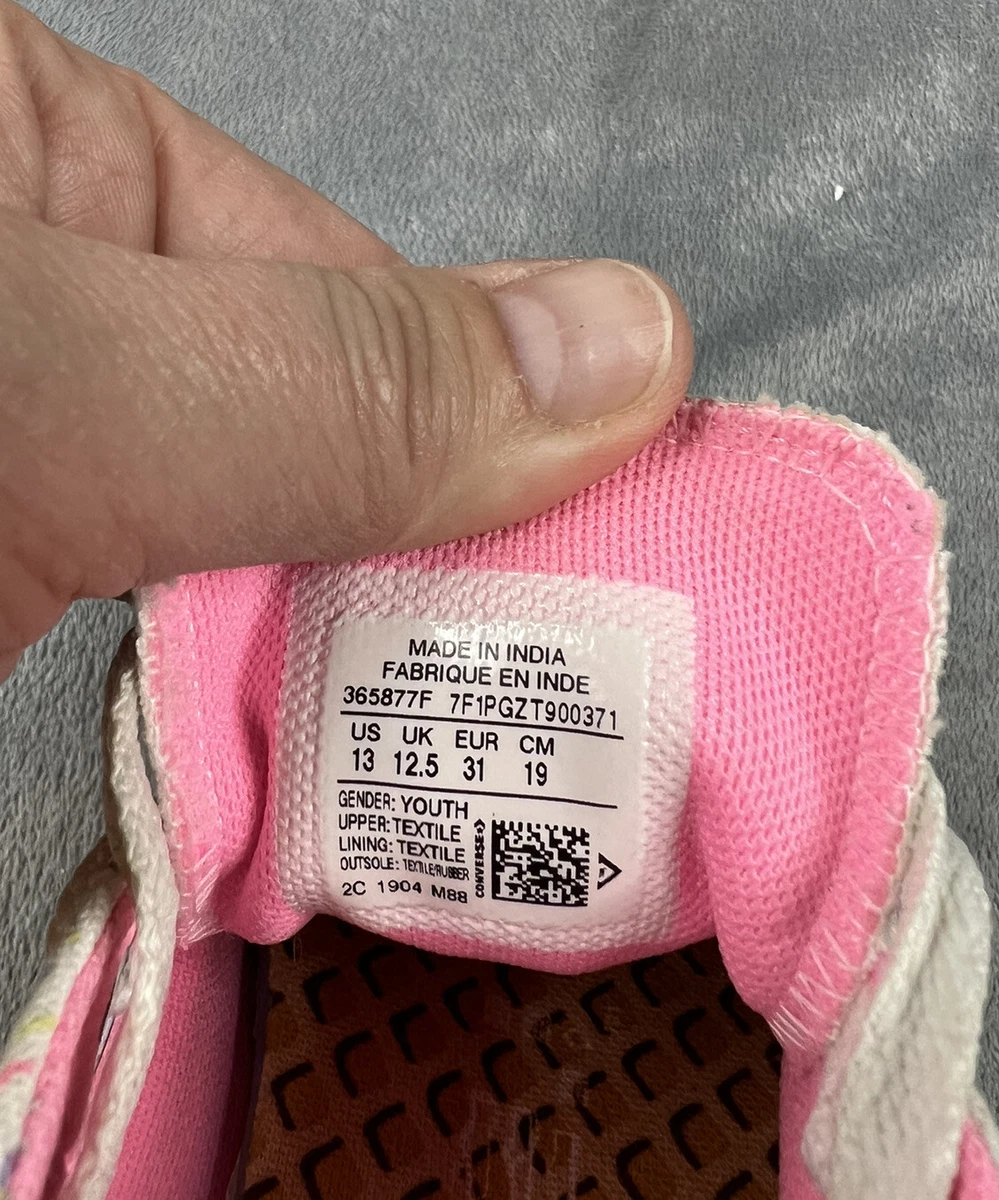 MADE IN INDIA
FABRIQUE EN INDE
365877F 7F1PGZT900371
US UK EUR CM
13 12.5 31 19
GENDER: YOUTH
UPPER: TEXTILE
LINING: TEXTILE
OUTSOLE: TEXTILE/RUBBER
2C 1904 M88
CONVERSE